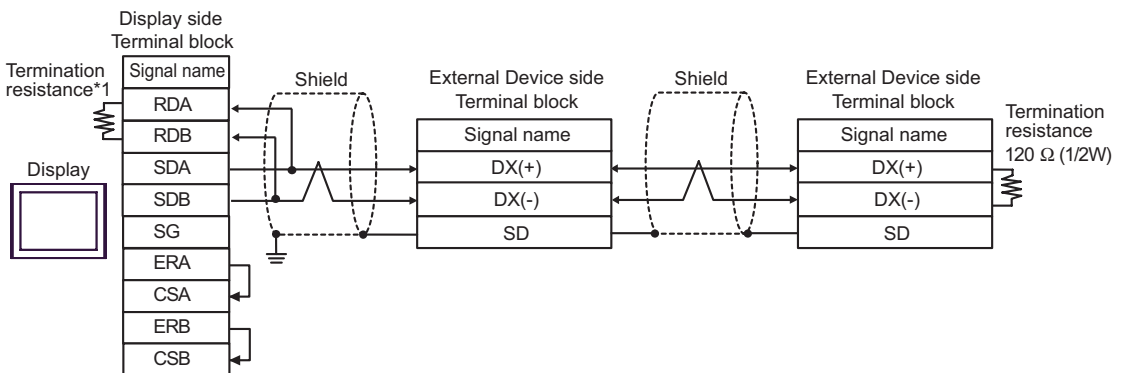 Display side
Terminal block
Termination
resistance*1
Signal name
RDA
RDB
SDA
SDB
SG
ERA
CSA
ERB
CSB
Display
Shield
External Device side
Terminal block
Signal name
DX(+)
DX(-)
SD
Shield
External Device side
Terminal block
Signal name
DX(+)
DX(-)
SD
Termination
resistance
120 Ω (1/2W)